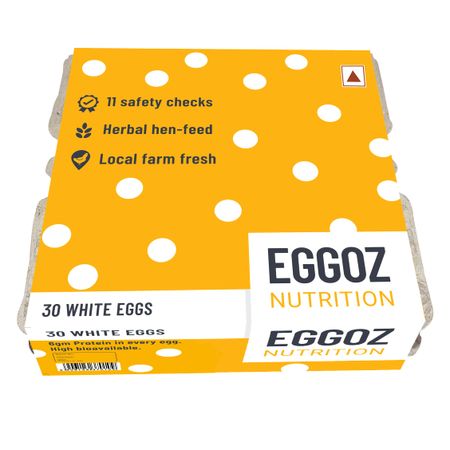 11 safety checks
Herbal hen-feed
Local farm fresh
EGGOZ
NUTRITION
30 WHITE EGGS
30 WHITE EGGS
6gm Protein in every egg.
High bioavailable.
EGGOZ
NUTRITION